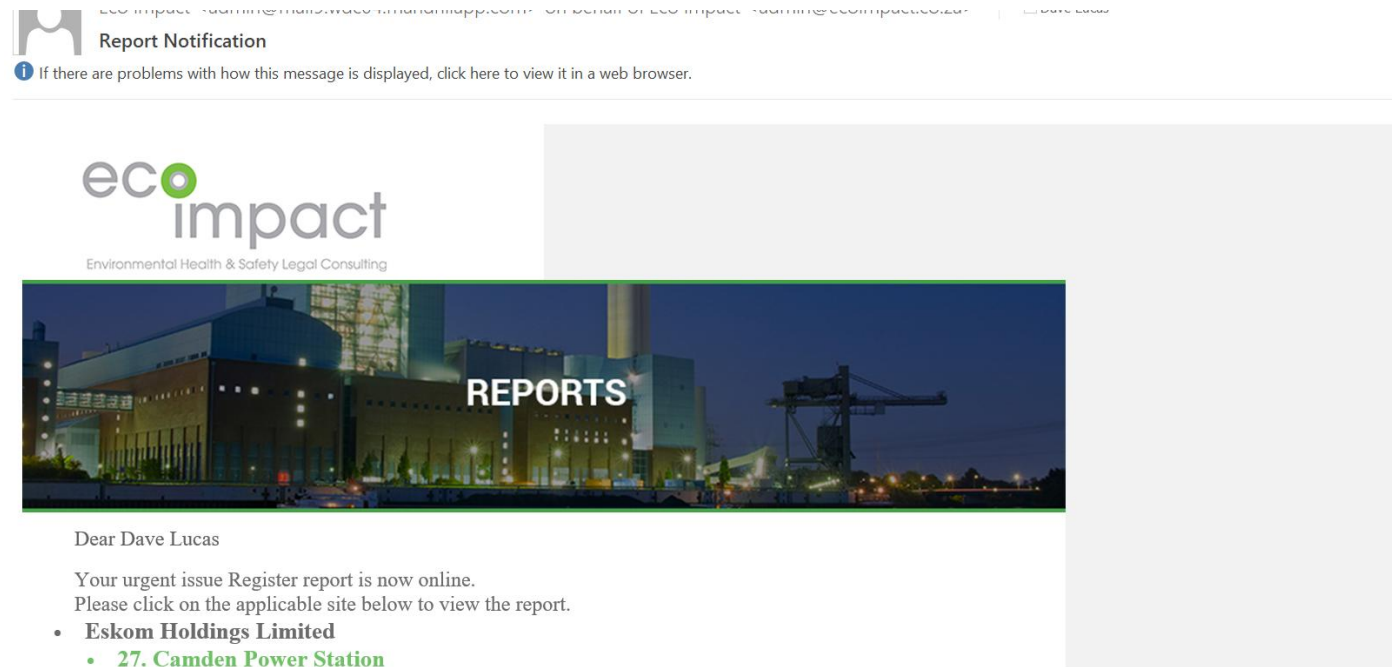 Report Notification
If there are problems with how this message is displayed, click here to view it in a web browser.
eco
impact
Environmental Health & Safety Legal Consulting
REPORTS
Dear Dave Lucas
Your urgent issue Register report is now online.
Please click on the applicable site below to view the report.
• Eskom Holdings Limited
• 27. Camden Power Station